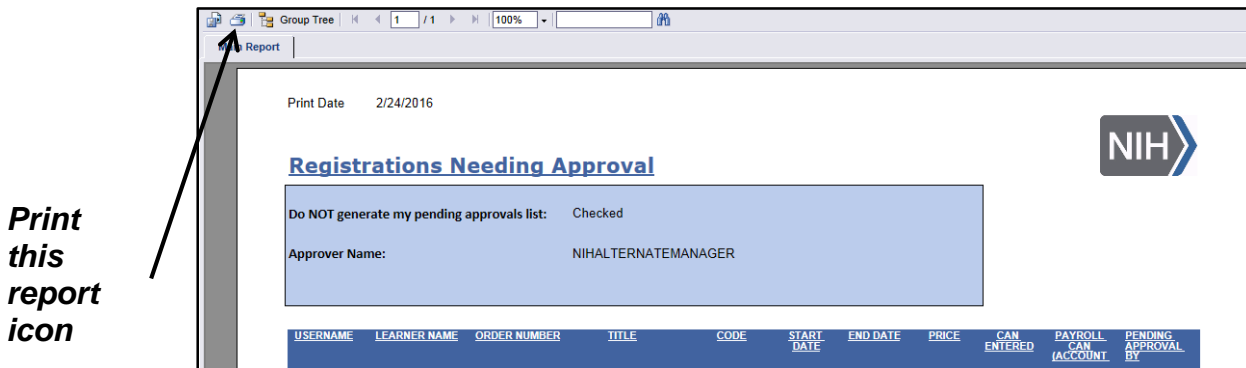 Group Tree 1 / 1 100%
Main Report
Print Date 2/24/2016
NIH
Registrations Needing Approval
Do NOT generate my pending approvals list: Checked
Approver Name: NIHALTERNATEMANAGER
Print
this
report
icon
USERNAME LEARNER NAME ORDER NUMBER TITLE CODE START DATE END DATE PRICE CAN ENTERED PAYROLL CAN (ACCOUNT PENDING APPROVAL BY